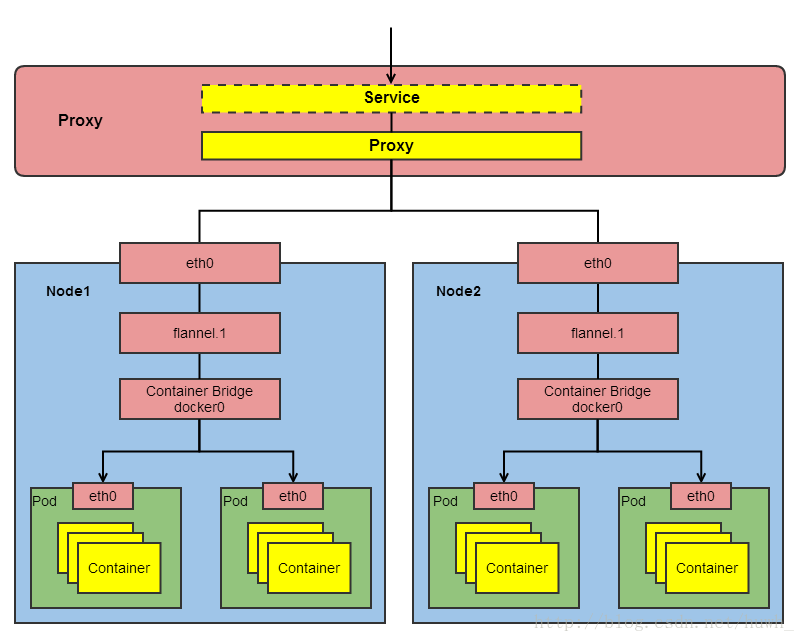 Service
Proxy
Proxy
eth0
eth0
Node1
Node2
flannel.1
flannel.1
Container Bridge
docker0
Container Bridge
docker0
Pod
eth0
Pod
eth0
Pod
eth0
Pod
eth0
Container
Container
Container
Container